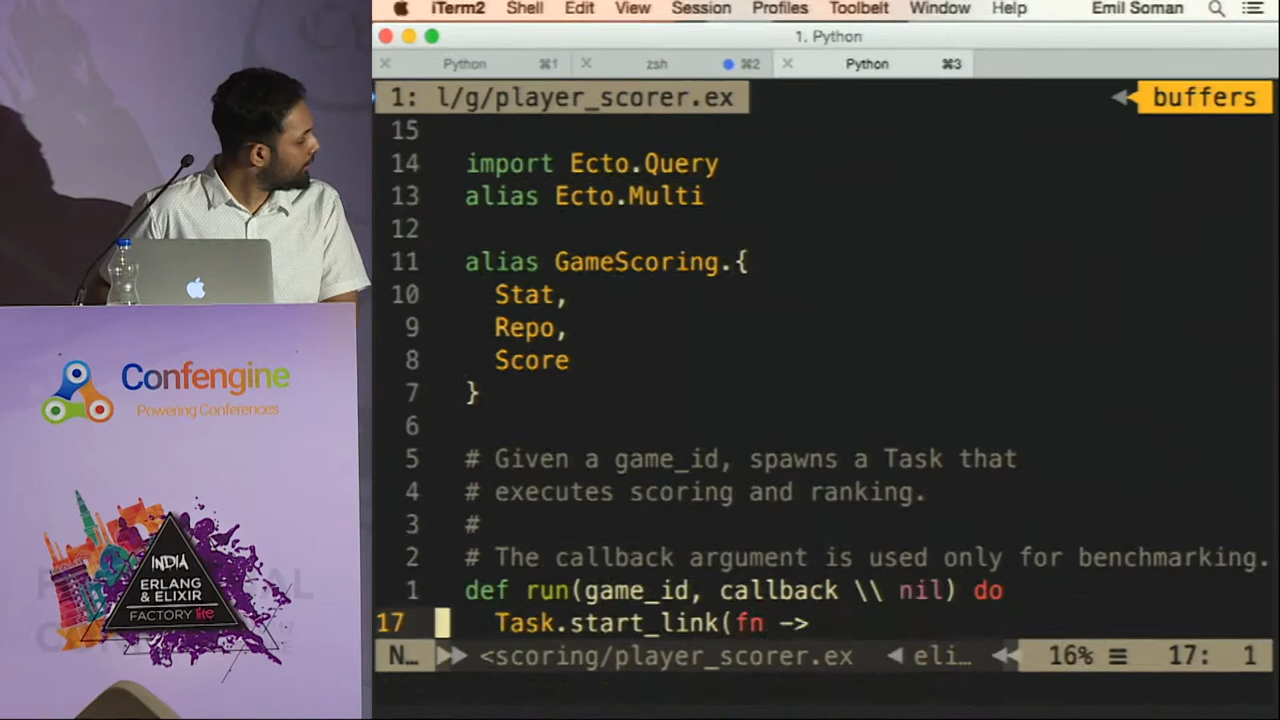 iTerm2 Shell Edit View Session Profiles Toolbelt Window Help Emil Soman
1. Python
Python ⌘1 zsh ⌘2 Python ⌘3
1: l/g/player_scorer.ex buffers
15
14 import Ecto.Query
13 alias Ecto.Multi
12
11 alias GameScoring.{
10 Stat,
9 Repo,
8 Score
7 }
6
5 # Given a game_id, spawns a Task that
4 # executes scoring and ranking.
3 #
2 # The callback argument is used only for benchmarking.
1 def run(game_id, callback \\ nil) do
17 Task.start_link(fn ->
N… <scoring/player_scorer.ex eli… 16% ☰ 17: 1
Confengine
Powering Conferences
INDIA
ERLANG
& ELIXIR
FACTORY lite